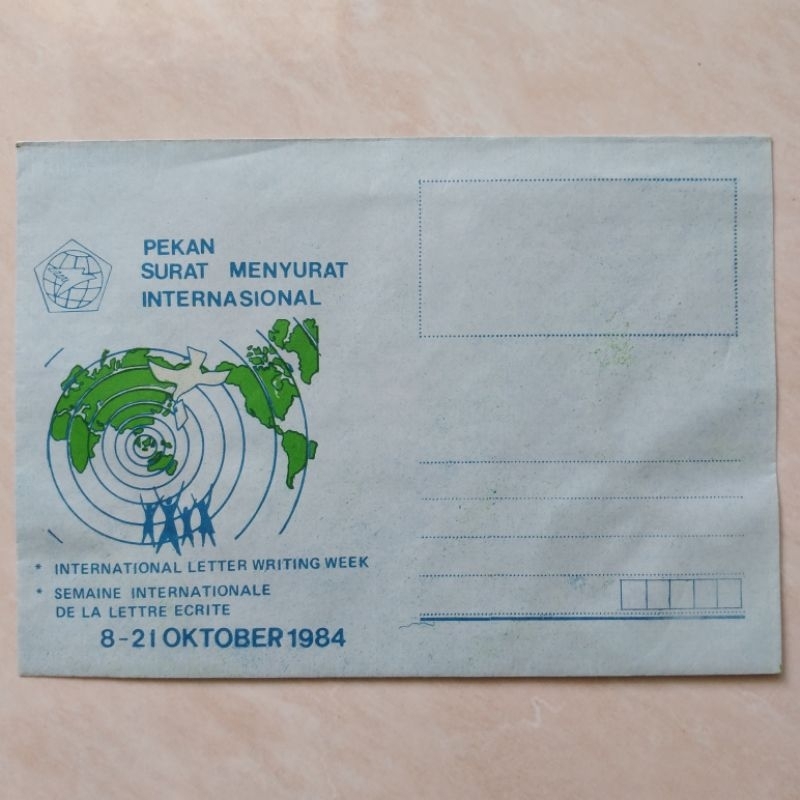 PEKAN
SURAT MENYURAT
INTERNASIONAL
* INTERNATIONAL LETTER WRITING WEEK
* SEMAINE INTERNATIONALE
DE LA LETTRE ECRITE
8-21 OKTOBER 1984